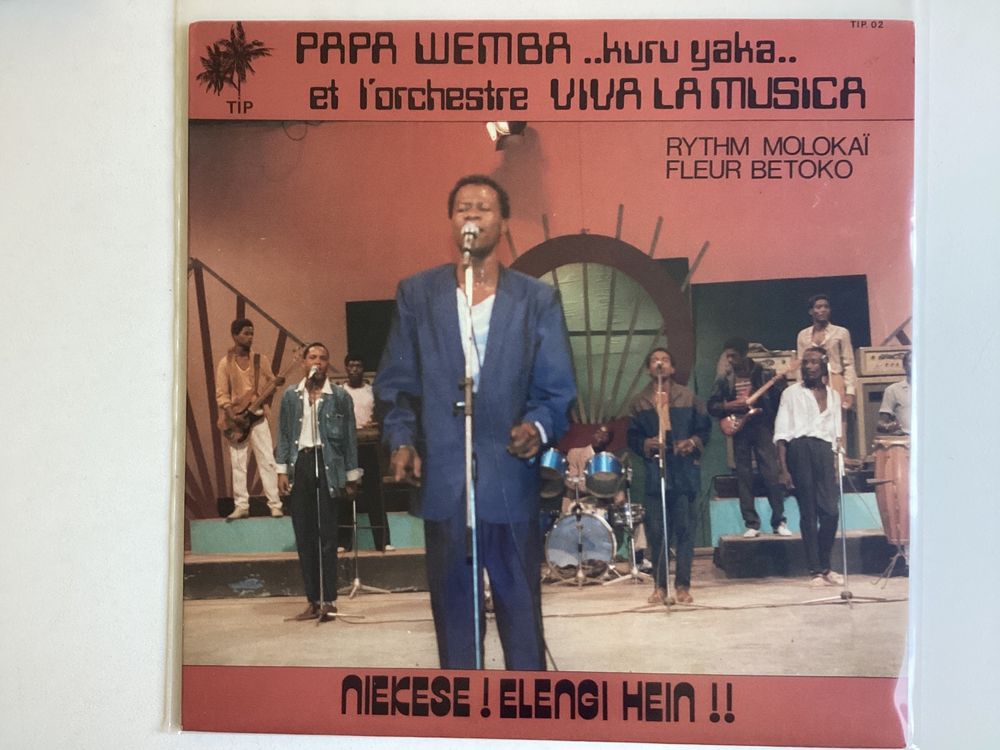 TIP. 02
PAPA WEMBA ..kuru yaka..
et l'orchestre VIVA LA MUSICA
TIP
RYTHM MOLOKAÏ
FLEUR BETOKO
NIEKESE ! ELENGI HEIN !!